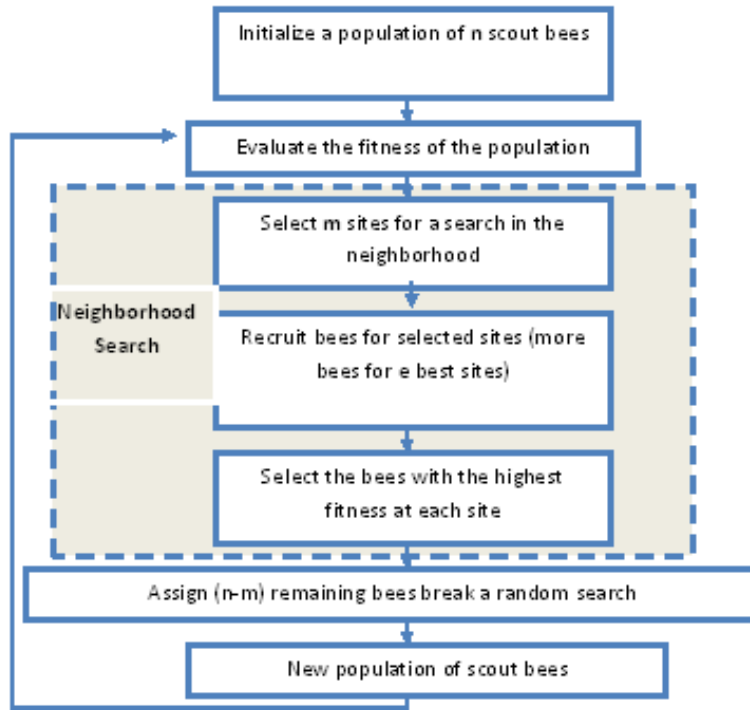 Initialize a population of n scout bees
Evaluate the fitness of the population
Select m sites for a search in the
neighborhood
Neighborhood
Search
Recruit bees for selected sites (more
bees for e best sites)
Select the bees with the highest
fitness at each site
Assign (n-m) remaining bees break a random search
New population of scout bees